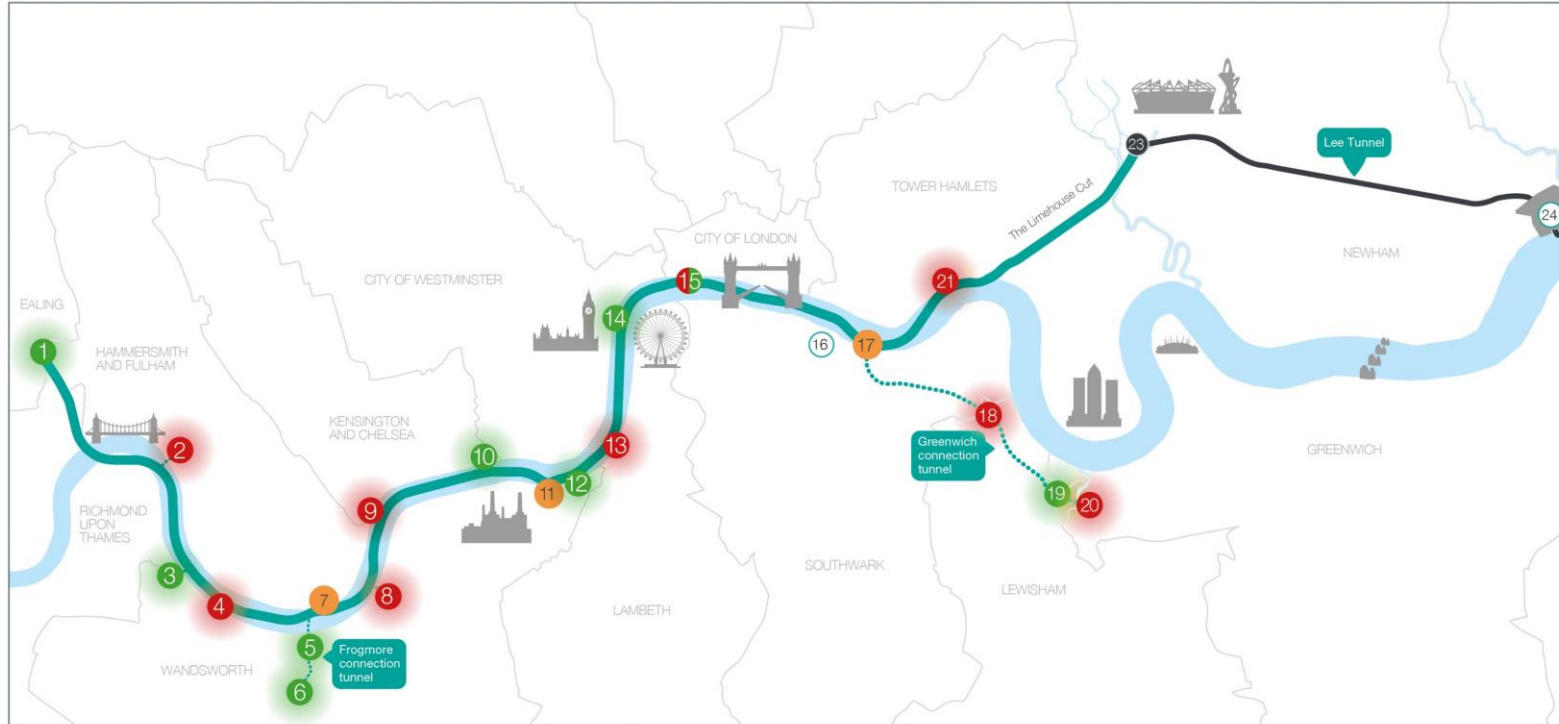 EALING
1
HAMMERSMITH
AND FULHAM
2
RICHMOND
UPON
THAMES
3
4
WANDSWORTH
7
5
Frogmore
connection
tunnel
6
8
9
KENSINGTON
AND CHELSEA
10
11
12
13
CITY OF WESTMINSTER
14
15
CITY OF LONDON
LAMBETH
16
17
SOUTHWARK
TOWER HAMLETS
21
The Limehouse Cut
23
Lee Tunnel
24
NEWHAM
18
Greenwich
connection
tunnel
19
20
LEWISHAM
GREENWICH